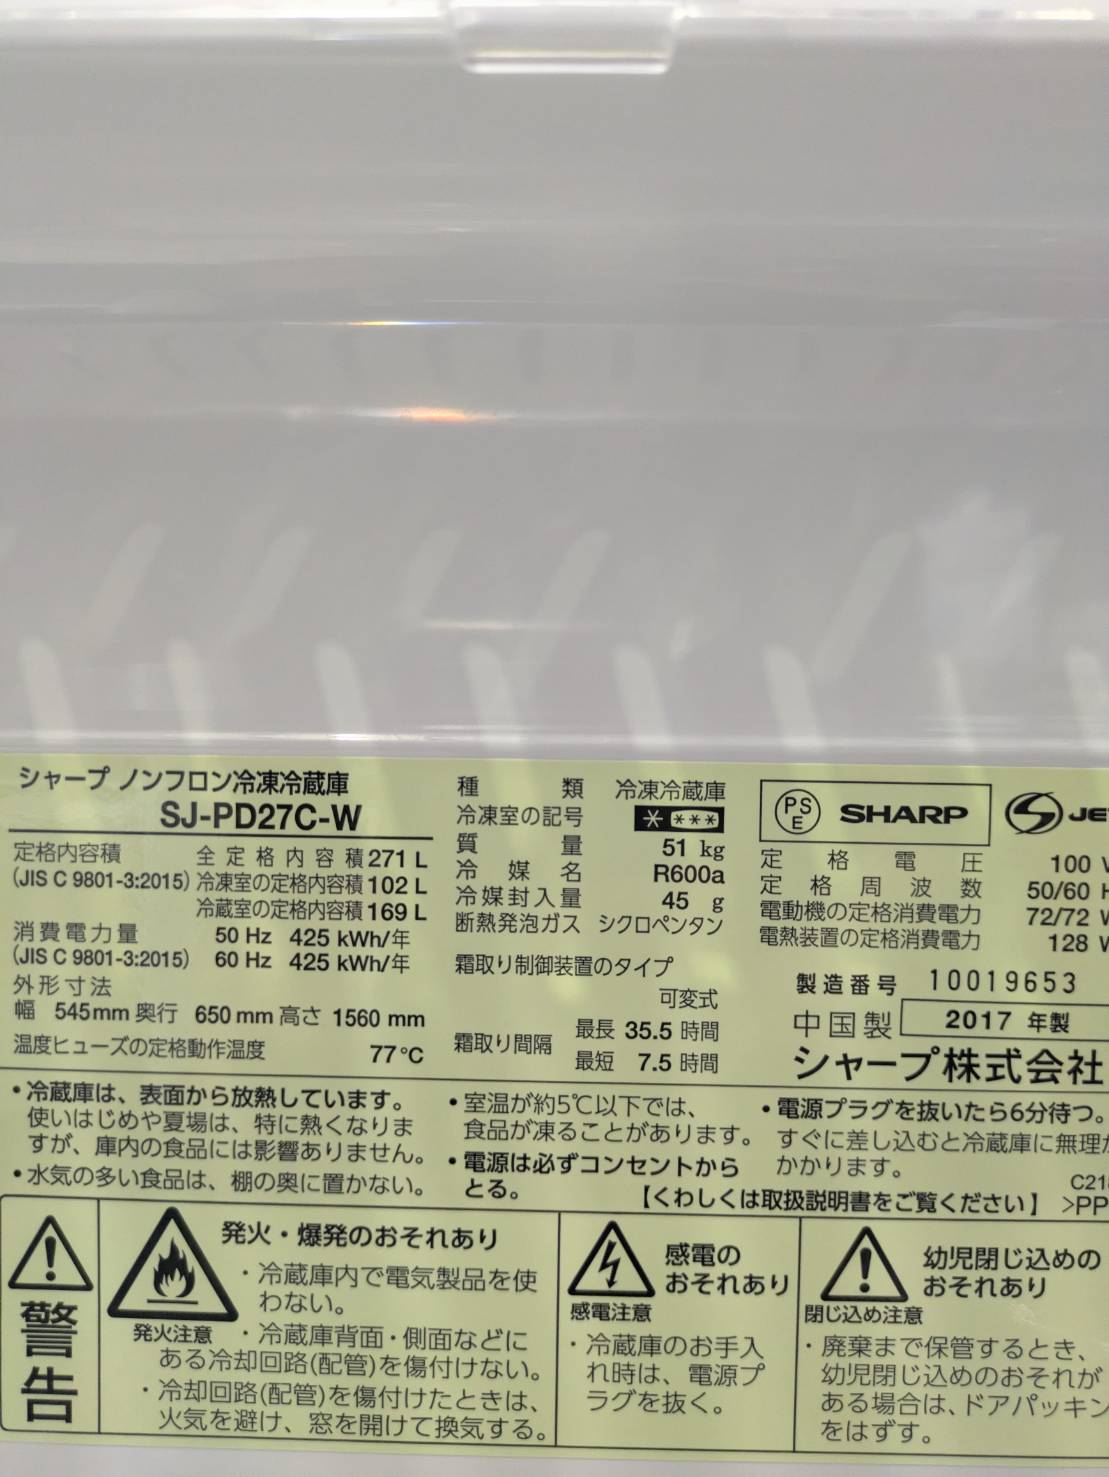 シャープ ノンフロン冷凍冷蔵庫
SJ-PD27C-W
定格内容積 全定格内容積 271 L
(JIS C 9801-3:2015) 冷凍室の定格内容積 102 L
冷蔵室の定格内容積 169 L
消費電力量 50 Hz 425 kWh/年
(JIS C 9801-3:2015) 60 Hz 425 kWh/年
外形寸法
幅 545mm 奥行 650mm 高さ 1560 mm
温度ヒューズの定格動作温度 77℃
種類 冷凍冷蔵庫
冷凍室の記号 * ***
質量 51 kg
冷媒名 R600a
冷媒封入量 45 g
断熱発泡ガス シクロペンタン
霜取り制御装置のタイプ
可変式
霜取り間隔 最長 35.5 時間
最短 7.5 時間
PS E SHARP JE
定格電圧 100 V
定格周波数 50/60 H
電動機の定格消費電力 72/72 W
電熱装置の定格消費電力 128 W
製造番号 10019653
中国製 2017 年製
シャープ株式会社
・冷蔵庫は、表面から放熱しています。
使いはじめや夏場は、特に熱くなりま
すが、庫内の食品には影響ありません。
・水気の多い食品は、棚の奥に置かない。
・室温が約5℃以下では、
食品が凍ることがあります。
・電源は必ずコンセントから
とる。
・電源プラグを抜いたら6分待つ。
すぐに差し込むと冷蔵庫に無理が
かかります。
C218
【くわしくは取扱説明書をご覧ください】 >PP
警告
発火注意
発火・爆発のおそれあり
・冷蔵庫内で電気製品を使
わない。
・冷蔵庫背面・側面などに
ある冷却回路(配管)を傷付けない。
・冷却回路(配管)を傷付けたときは、
火気を避け、窓を開けて換気する。
感電の
おそれあり
感電注意
・冷蔵庫のお手入
れ時は、電源プ
ラグを抜く。
幼児閉じ込めの
おそれあり
閉じ込め注意
・廃棄まで保管するとき、
幼児閉じ込めのおそれが
ある場合は、ドアパッキン
をはずす。